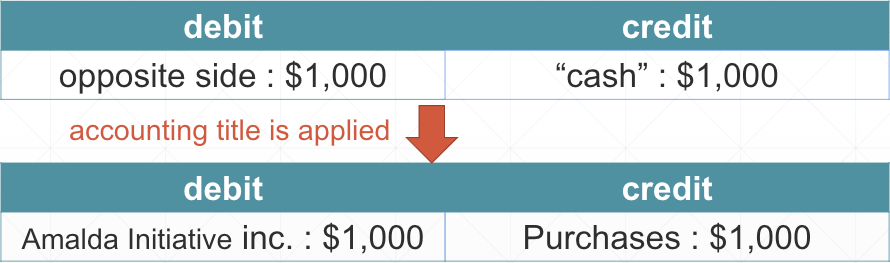 debit credit
opposite side : $1,000 “cash” : $1,000
accounting title is applied
debit credit
Amalda Initiative inc. : $1,000 Purchases : $1,000